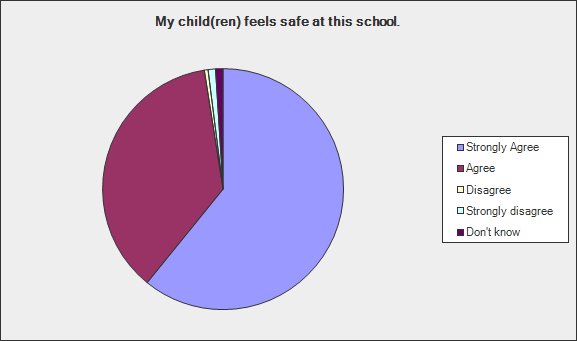 My child(ren) feels safe at this school.
Strongly Agree
Agree
Disagree
Strongly disagree
Don't know